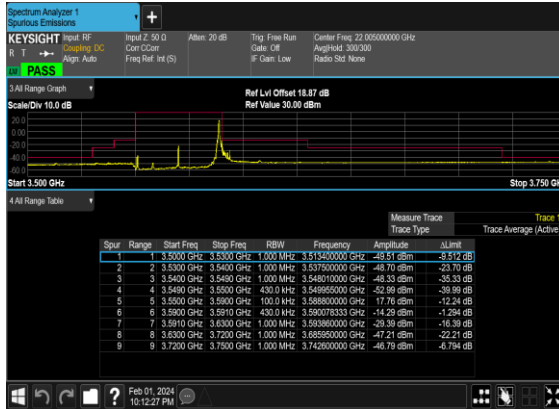 Spectrum Analyzer 1
Spurious Emissions
KEYSIGHT Input: RF Input Z: 50 Ω Atten: 20 dB Trig: Free Run Center Freq: 22.005000000 GHz
R T Coupling: DC Corr CCorr Gate: Off Avg|Hold: 300/300
Align: Auto Freq Ref: Int (S) IF Gain: Low Radio Std: None
PASS
3 All Range Graph
Scale/Div 10.0 dB Ref Lvl Offset 18.87 dB
Ref Value 30.00 dBm
20.0
0.00
-20.0
-40.0
-60.0
Start 3.500 GHz Stop 3.750 GH
4 All Range Table
Measure Trace Trace 1
Trace Type Trace Average (Active
Spur Range Start Freq Stop Freq RBW Frequency Amplitude ΔLimit
1 1 3.5000 GHz 3.5300 GHz 1.000 MHz 3.513400000 GHz -49.51 dBm -9.512 dB
2 2 3.5300 GHz 3.5400 GHz 1.000 MHz 3.537500000 GHz -48.70 dBm -23.70 dB
3 3 3.5400 GHz 3.5490 GHz 1.000 MHz 3.548010000 GHz -48.33 dBm -35.33 dB
4 4 3.5490 GHz 3.5500 GHz 430.0 kHz 3.549955000 GHz -52.99 dBm -39.99 dB
5 5 3.5500 GHz 3.5900 GHz 100.0 kHz 3.588800000 GHz 17.76 dBm -12.24 dB
6 6 3.5900 GHz 3.5910 GHz 430.0 kHz 3.590078333 GHz -14.29 dBm -1.294 dB
7 7 3.5910 GHz 3.6300 GHz 1.000 MHz 3.593860000 GHz -29.39 dBm -16.39 dB
8 8 3.6300 GHz 3.7200 GHz 1.000 MHz 3.685950000 GHz -47.21 dBm -22.21 dB
9 9 3.7200 GHz 3.7500 GHz 1.000 MHz 3.742600000 GHz -46.79 dBm -6.794 dB
Feb 01, 2024
10:12:27 PM